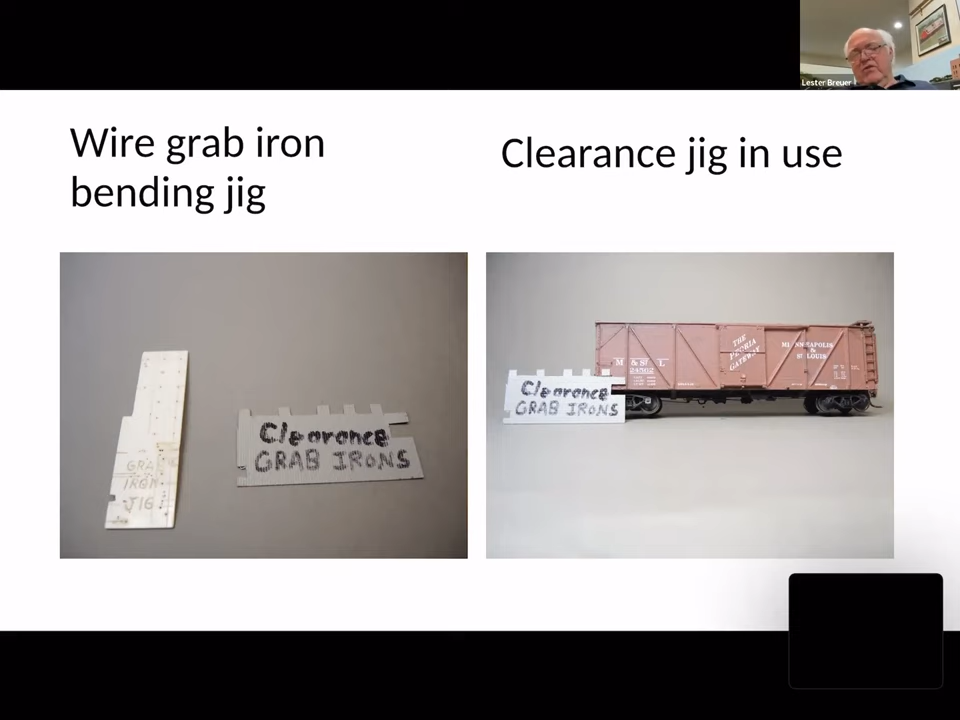 Lester Breuer
Wire grab iron
bending jig
Clearance jig in use
GRAB
IRON
JIG
Clearance
GRAB IRONS
Clearance
GRAB IRONS
M & St L
THE
PEORIA
GATEWAY
MINNEAPOLIS
&
ST. LOUIS